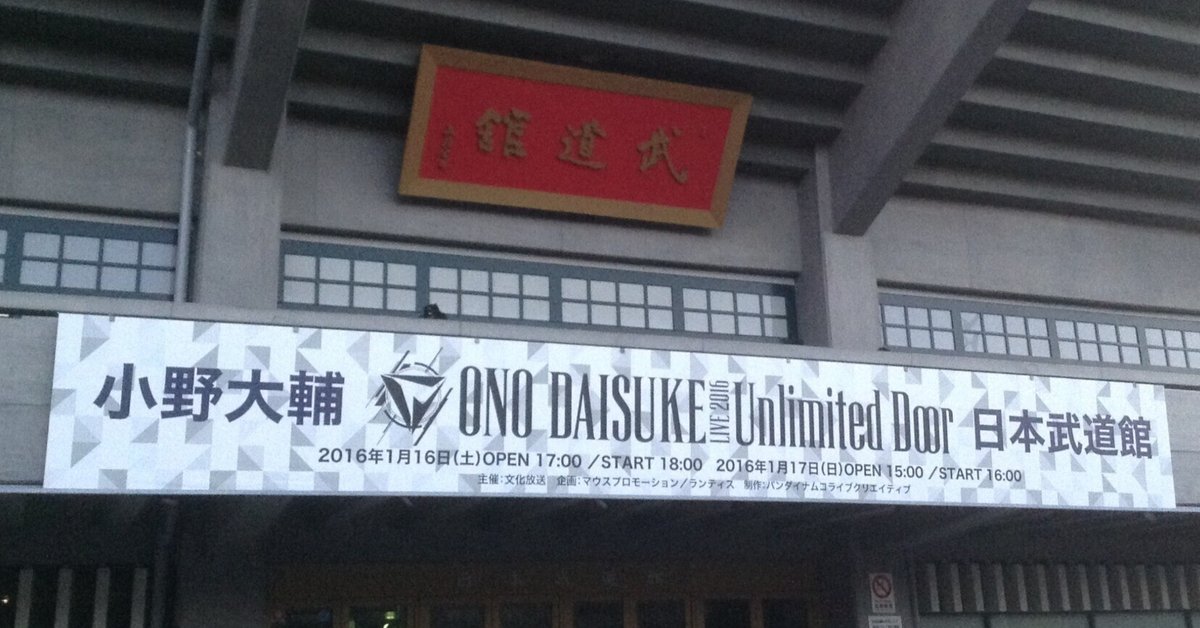 武道館
小野大輔 ONO DAISUKE LIVE 2016 Unlimited Door 日本武道館
2016年1月16日(土)OPEN 17:00 /START 18:00 2016年1月17日(日)OPEN 15:00 /START 16:00
主催:文化放送 企画:マウスプロモーション/ランティス 制作:バンダイナムコライブクリエイティブ